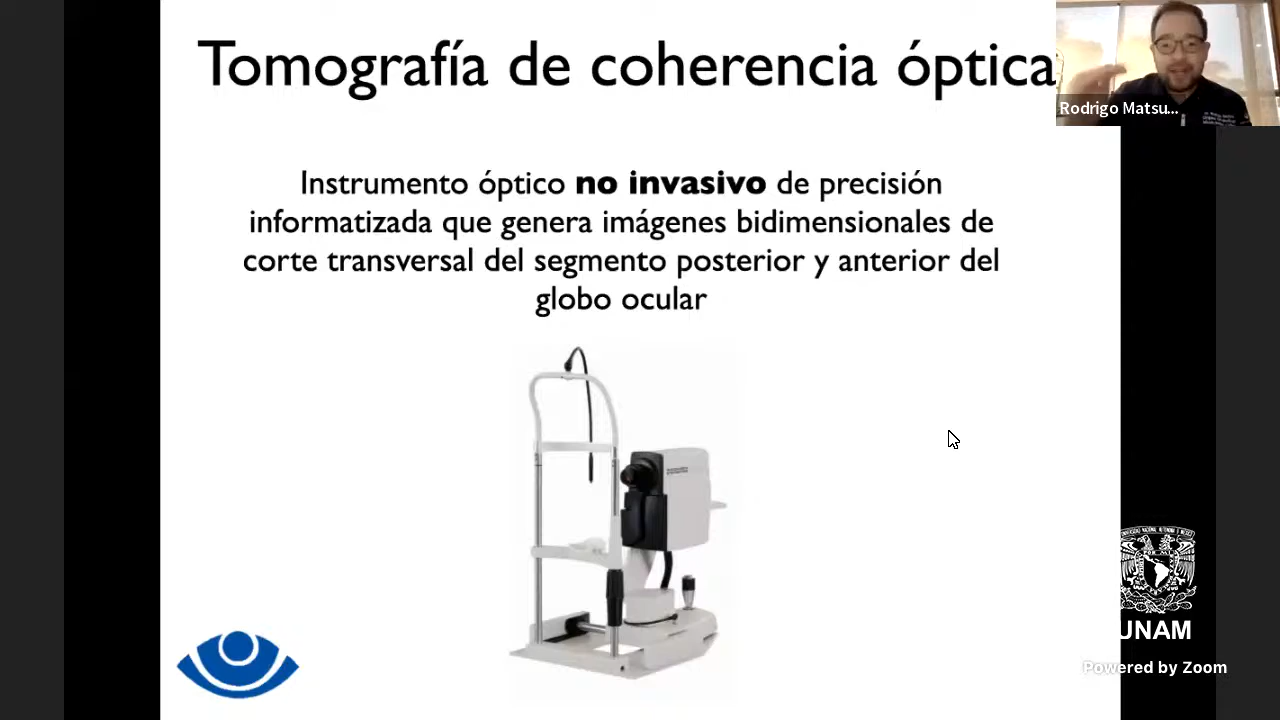 Tomografía de coherencia óptica
Rodrigo Matsu...
Instrumento óptico no invasivo de precisión
informatizada que genera imágenes bidimensionales de
corte transversal del segmento posterior y anterior del
globo ocular
UNAM
Powered by Zoom